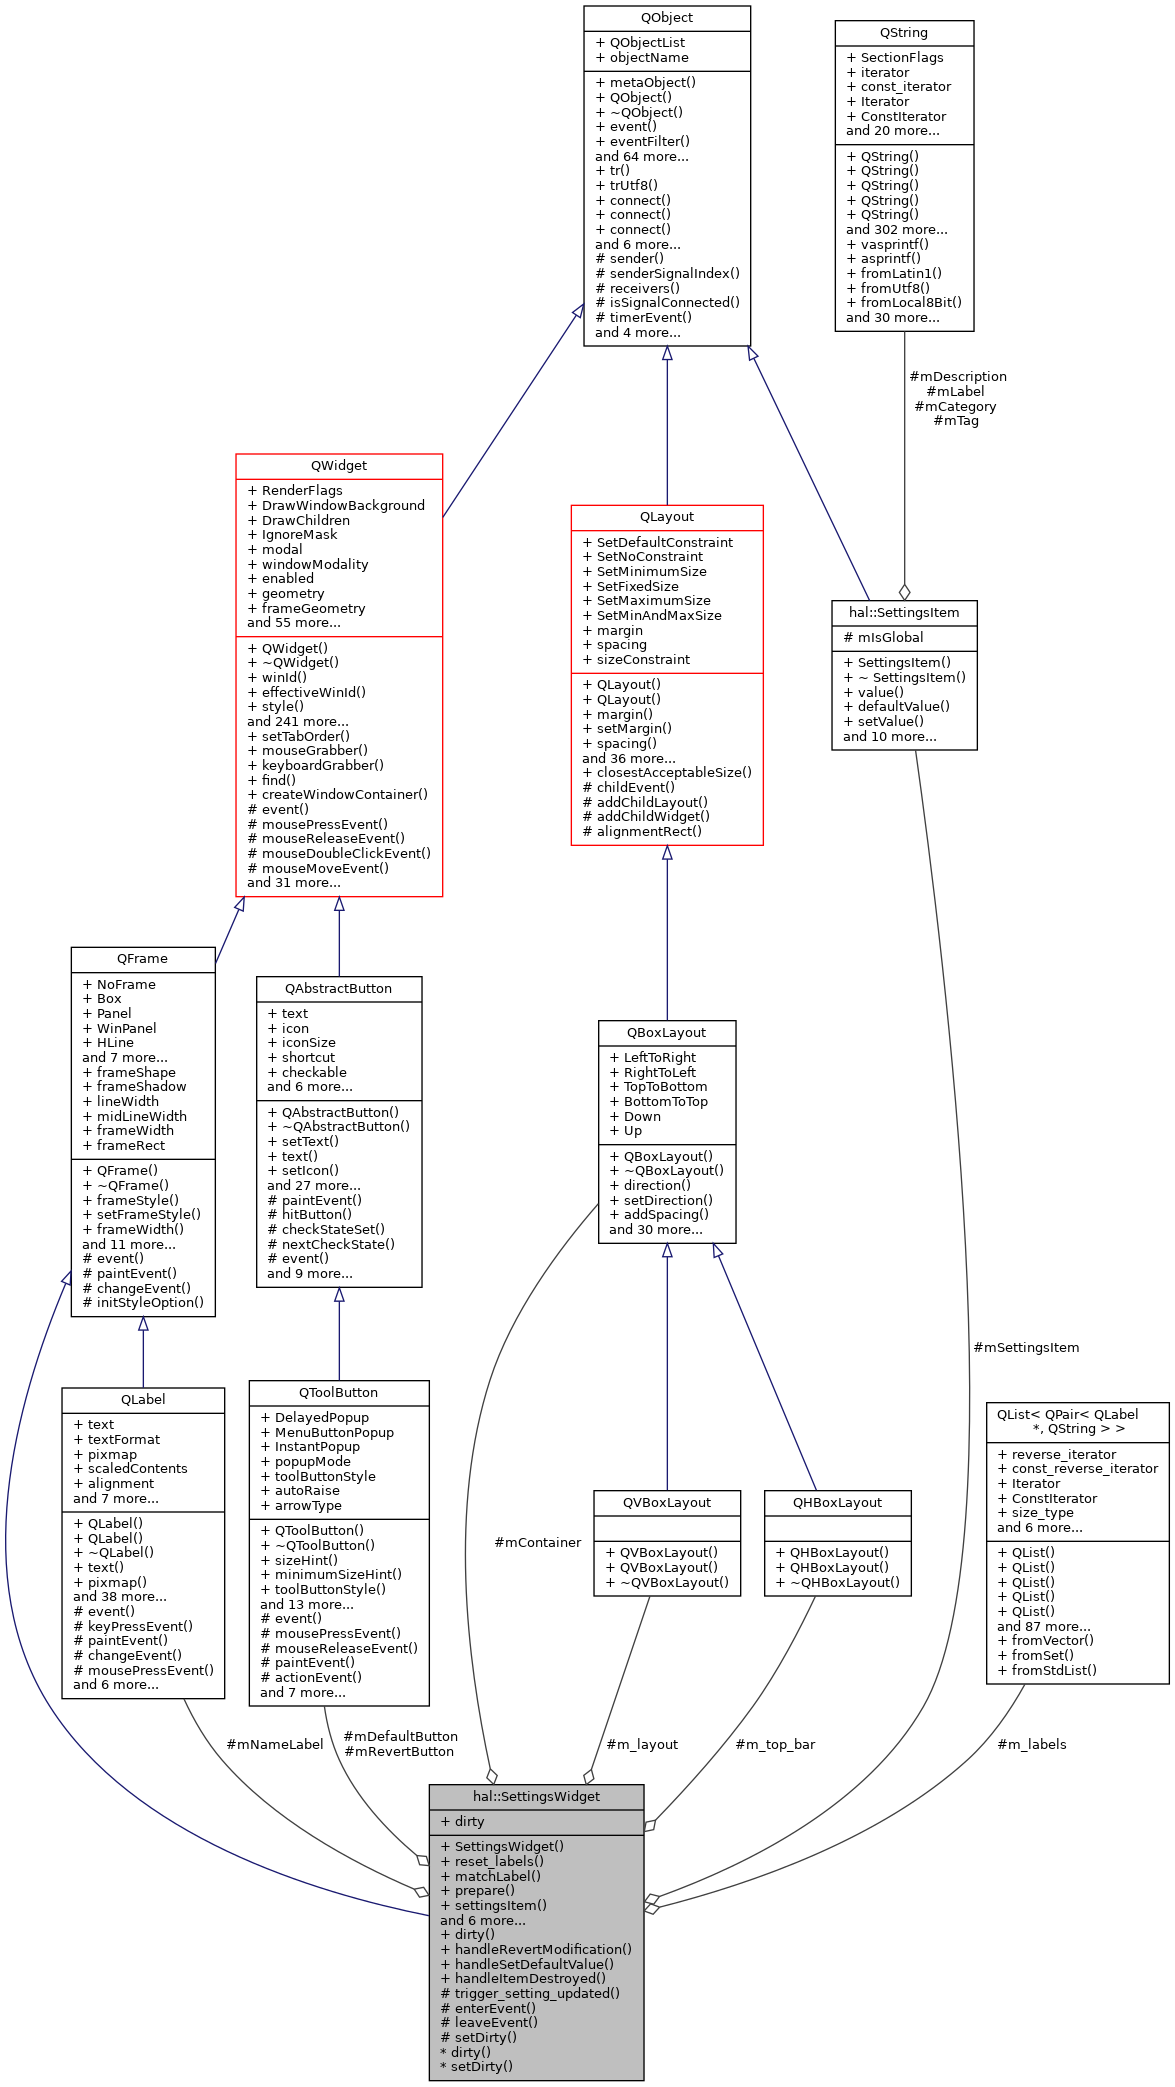 QObject
+ QObjectList
+ objectName
+ metaObject()
+ QObject()
+ ~QObject()
+ event()
+ eventFilter()
and 64 more...
+ tr()
+ trUtf8()
+ connect()
+ connect()
+ connect()
and 6 more...
# sender()
# senderSignalIndex()
# receivers()
# isSignalConnected()
# timerEvent()
and 4 more...
QString
+ SectionFlags
+ iterator
+ const_iterator
+ Iterator
+ ConstIterator
and 20 more...
+ QString()
+ QString()
+ QString()
+ QString()
+ QString()
and 302 more...
+ vasprintf()
+ asprintf()
+ fromLatin1()
+ fromUtf8()
+ fromLocal8Bit()
and 30 more...
#mDescription
#mLabel
#mCategory
#mTag
QWidget
+ RenderFlags
+ DrawWindowBackground
+ DrawChildren
+ IgnoreMask
+ modal
+ windowModality
+ enabled
+ geometry
+ frameGeometry
and 55 more...
+ QWidget()
+ ~QWidget()
+ winId()
+ effectiveWinId()
+ style()
and 241 more...
+ setTabOrder()
+ mouseGrabber()
+ keyboardGrabber()
+ find()
+ createWindowContainer()
# event()
# mousePressEvent()
# mouseReleaseEvent()
# mouseDoubleClickEvent()
# mouseMoveEvent()
and 31 more...
QLayout
+ SetDefaultConstraint
+ SetNoConstraint
+ SetMinimumSize
+ SetFixedSize
+ SetMaximumSize
+ SetMinAndMaxSize
+ margin
+ spacing
+ sizeConstraint
+ QLayout()
+ QLayout()
+ margin()
+ setMargin()
+ spacing()
and 36 more...
+ closestAcceptableSize()
# childEvent()
# addChildLayout()
# addChildWidget()
# alignmentRect()
hal::SettingsItem
# mIsGlobal
+ SettingsItem()
+ ~ SettingsItem()
+ value()
+ defaultValue()
+ setValue()
and 10 more...
QFrame
+ NoFrame
+ Box
+ Panel
+ WinPanel
+ HLine
and 7 more...
+ frameShape
+ frameShadow
+ lineWidth
+ midLineWidth
+ frameWidth
+ frameRect
+ QFrame()
+ ~QFrame()
+ frameStyle()
+ setFrameStyle()
+ frameWidth()
and 11 more...
# event()
# paintEvent()
# changeEvent()
# initStyleOption()
QAbstractButton
+ text
+ icon
+ iconSize
+ shortcut
+ checkable
and 6 more...
+ QAbstractButton()
+ ~QAbstractButton()
+ setText()
+ text()
+ setIcon()
and 27 more...
# paintEvent()
# hitButton()
# checkStateSet()
# nextCheckState()
# event()
and 9 more...
QBoxLayout
+ LeftToRight
+ RightToLeft
+ TopToBottom
+ BottomToTop
+ Down
+ Up
+ QBoxLayout()
+ ~QBoxLayout()
+ direction()
+ setDirection()
+ addSpacing()
and 30 more...
#mSettingsItem
QLabel
+ text
+ textFormat
+ pixmap
+ scaledContents
+ alignment
and 7 more...
+ QLabel()
+ QLabel()
+ ~QLabel()
+ text()
+ pixmap()
and 38 more...
# event()
# keyPressEvent()
# paintEvent()
# changeEvent()
# mousePressEvent()
and 6 more...
QToolButton
+ DelayedPopup
+ MenuButtonPopup
+ InstantPopup
+ popupMode
+ toolButtonStyle
+ autoRaise
+ arrowType
+ QToolButton()
+ ~QToolButton()
+ sizeHint()
+ minimumSizeHint()
+ toolButtonStyle()
and 13 more...
# event()
# mousePressEvent()
# mouseReleaseEvent()
# paintEvent()
# actionEvent()
and 7 more...
#mContainer
QVBoxLayout
+ QVBoxLayout()
+ QVBoxLayout()
+ ~QVBoxLayout()
QHBoxLayout
+ QHBoxLayout()
+ QHBoxLayout()
+ ~QHBoxLayout()
QList< QPair< QLabel
*, QString > >
+ reverse_iterator
+ const_reverse_iterator
+ Iterator
+ ConstIterator
+ size_type
and 6 more...
+ QList()
+ QList()
+ QList()
+ QList()
+ QList()
and 87 more...
+ fromVector()
+ fromSet()
+ fromStdList()
#mNameLabel
#mDefaultButton
#mRevertButton
#m_layout
#m_top_bar
#m_labels
hal::SettingsWidget
+ dirty
+ SettingsWidget()
+ reset_labels()
+ matchLabel()
+ prepare()
+ settingsItem()
and 6 more...
+ dirty()
+ handleRevertModification()
+ handleSetDefaultValue()
+ handleItemDestroyed()
# trigger_setting_updated()
# enterEvent()
# leaveEvent()
# setDirty()
* dirty()
* setDirty()